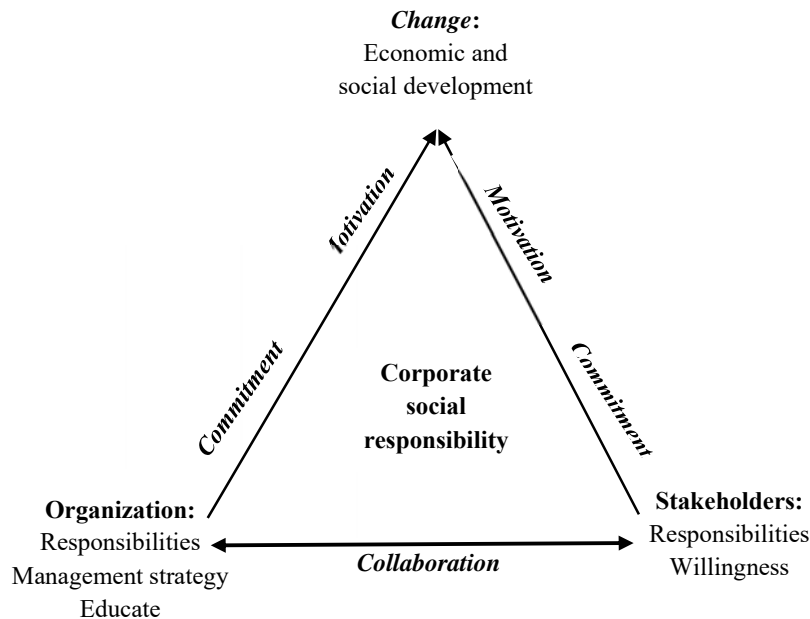 Change:
Economic and
social development
Motivation
Motivation
Commitment
Commitment
Corporate
social
responsibility
Organization:
Responsibilities
Management strategy
Educate
Stakeholders:
Responsibilities
Willingness
Collaboration